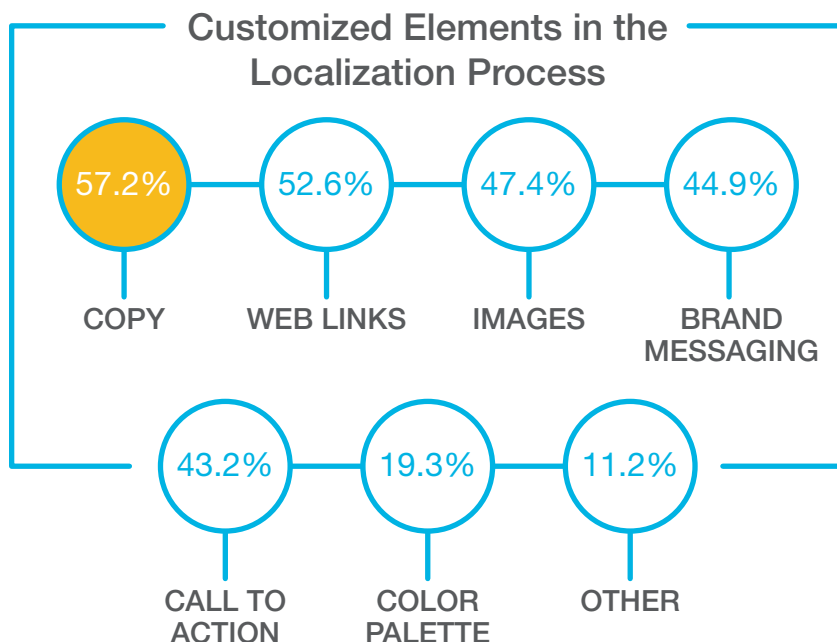 Customized Elements in the
Localization Process
57.2% 52.6% 47.4% 44.9%
COPY WEB LINKS IMAGES BRAND
MESSAGING
43.2% 19.3% 11.2%
CALL TO COLOR OTHER
ACTION PALETTE